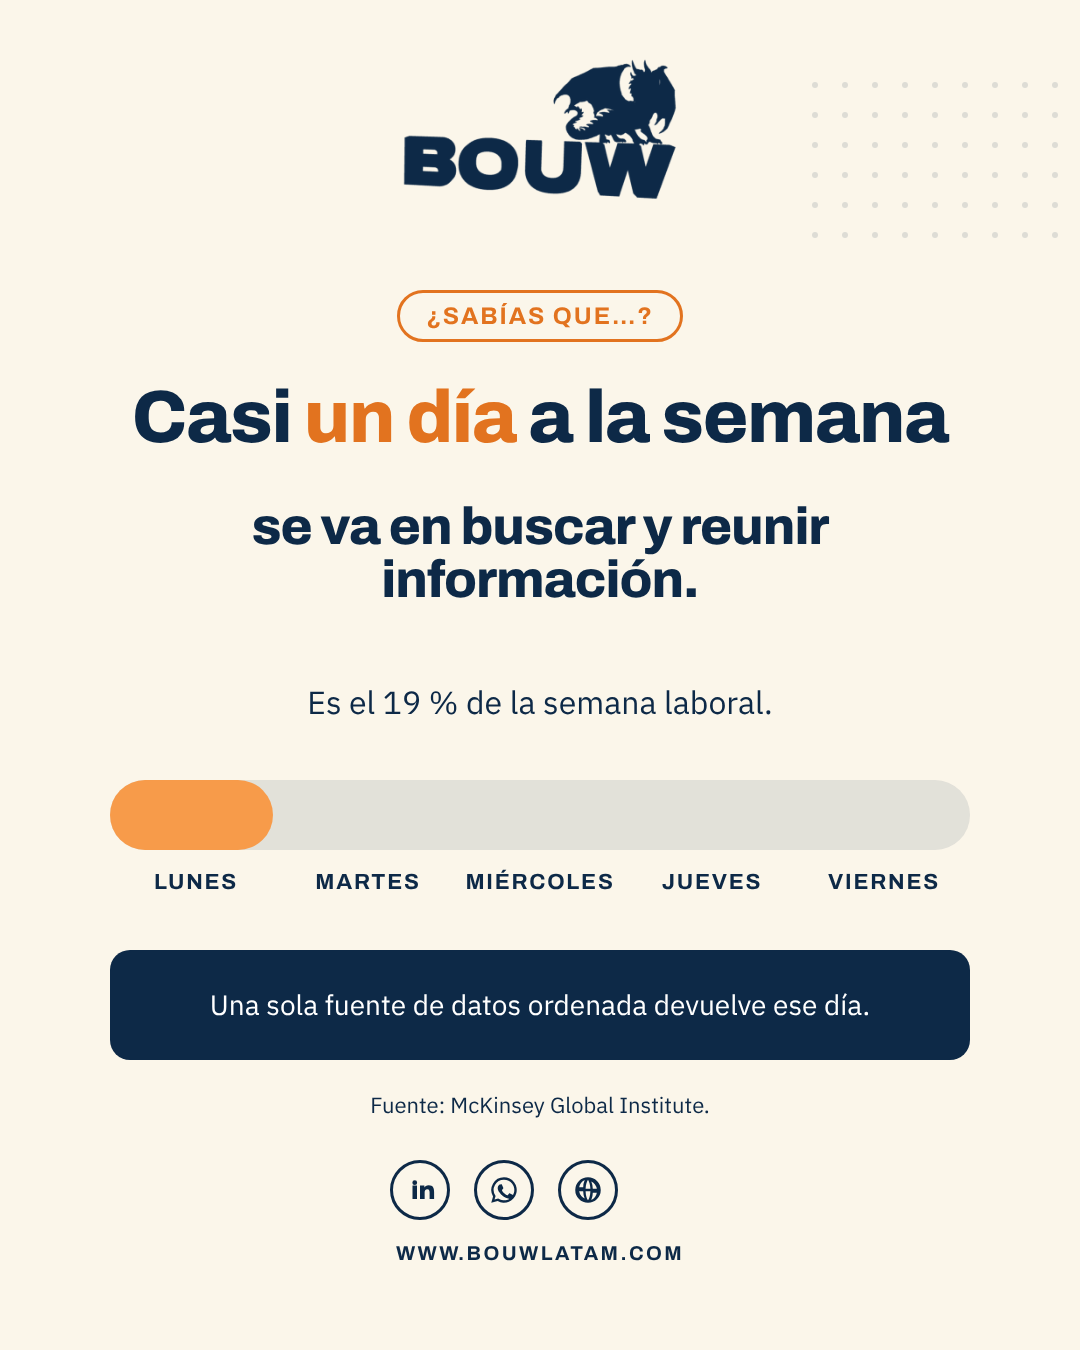 BOUW
¿SABÍAS QUE...?
Casi un día a la semana
se va en buscar y reunir
información.
Es el 19 % de la semana laboral.
LUNES MARTES MIÉRCOLES JUEVES VIERNES
Una sola fuente de datos ordenada devuelve ese día.
Fuente: McKinsey Global Institute.
in
WWW.BOUWLATAM.COM